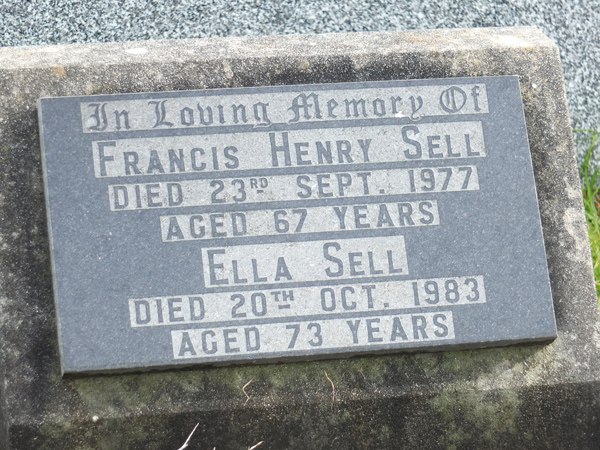 In Loving Memory Of
FRANCIS HENRY SELL
DIED 23RD SEPT. 1977
AGED 67 YEARS
ELLA SELL
DIED 20TH OCT. 1983
AGED 73 YEARS